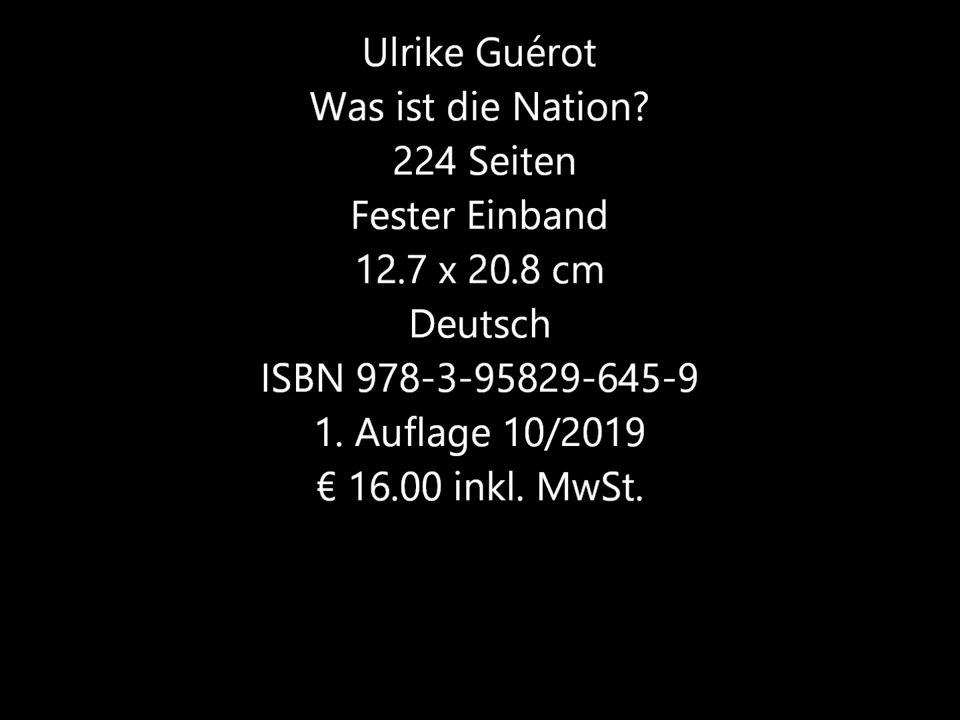 Ulrike Guérot
Was ist die Nation?
224 Seiten
Fester Einband
12.7 x 20.8 cm
Deutsch
ISBN 978-3-95829-645-9
1. Auflage 10/2019
€ 16.00 inkl. MwSt.